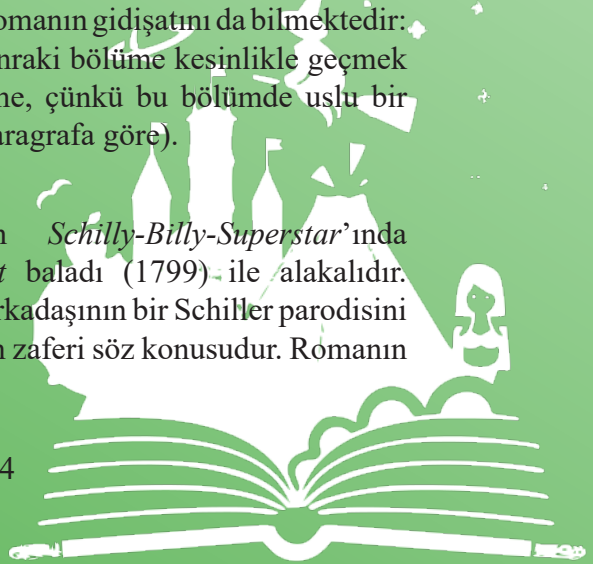 omanın gidişatını da bilmektedir:
nraki bölüme kesinlikle geçmek
ne, çünkü bu bölümde uslu bir
aragrafa göre).
n Schilly-Billy-Superstar’ında
t baladı (1799) ile alakalıdır.
rkadaşının bir Schiller parodisini
n zaferi söz konusudur. Romanın
4